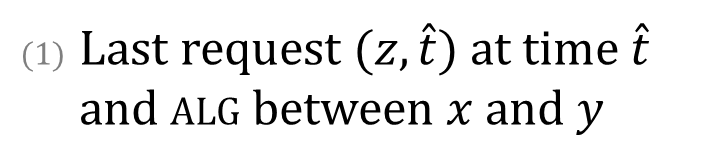 (1) Last request (z, t̂) at time t̂
and ALG between x and y